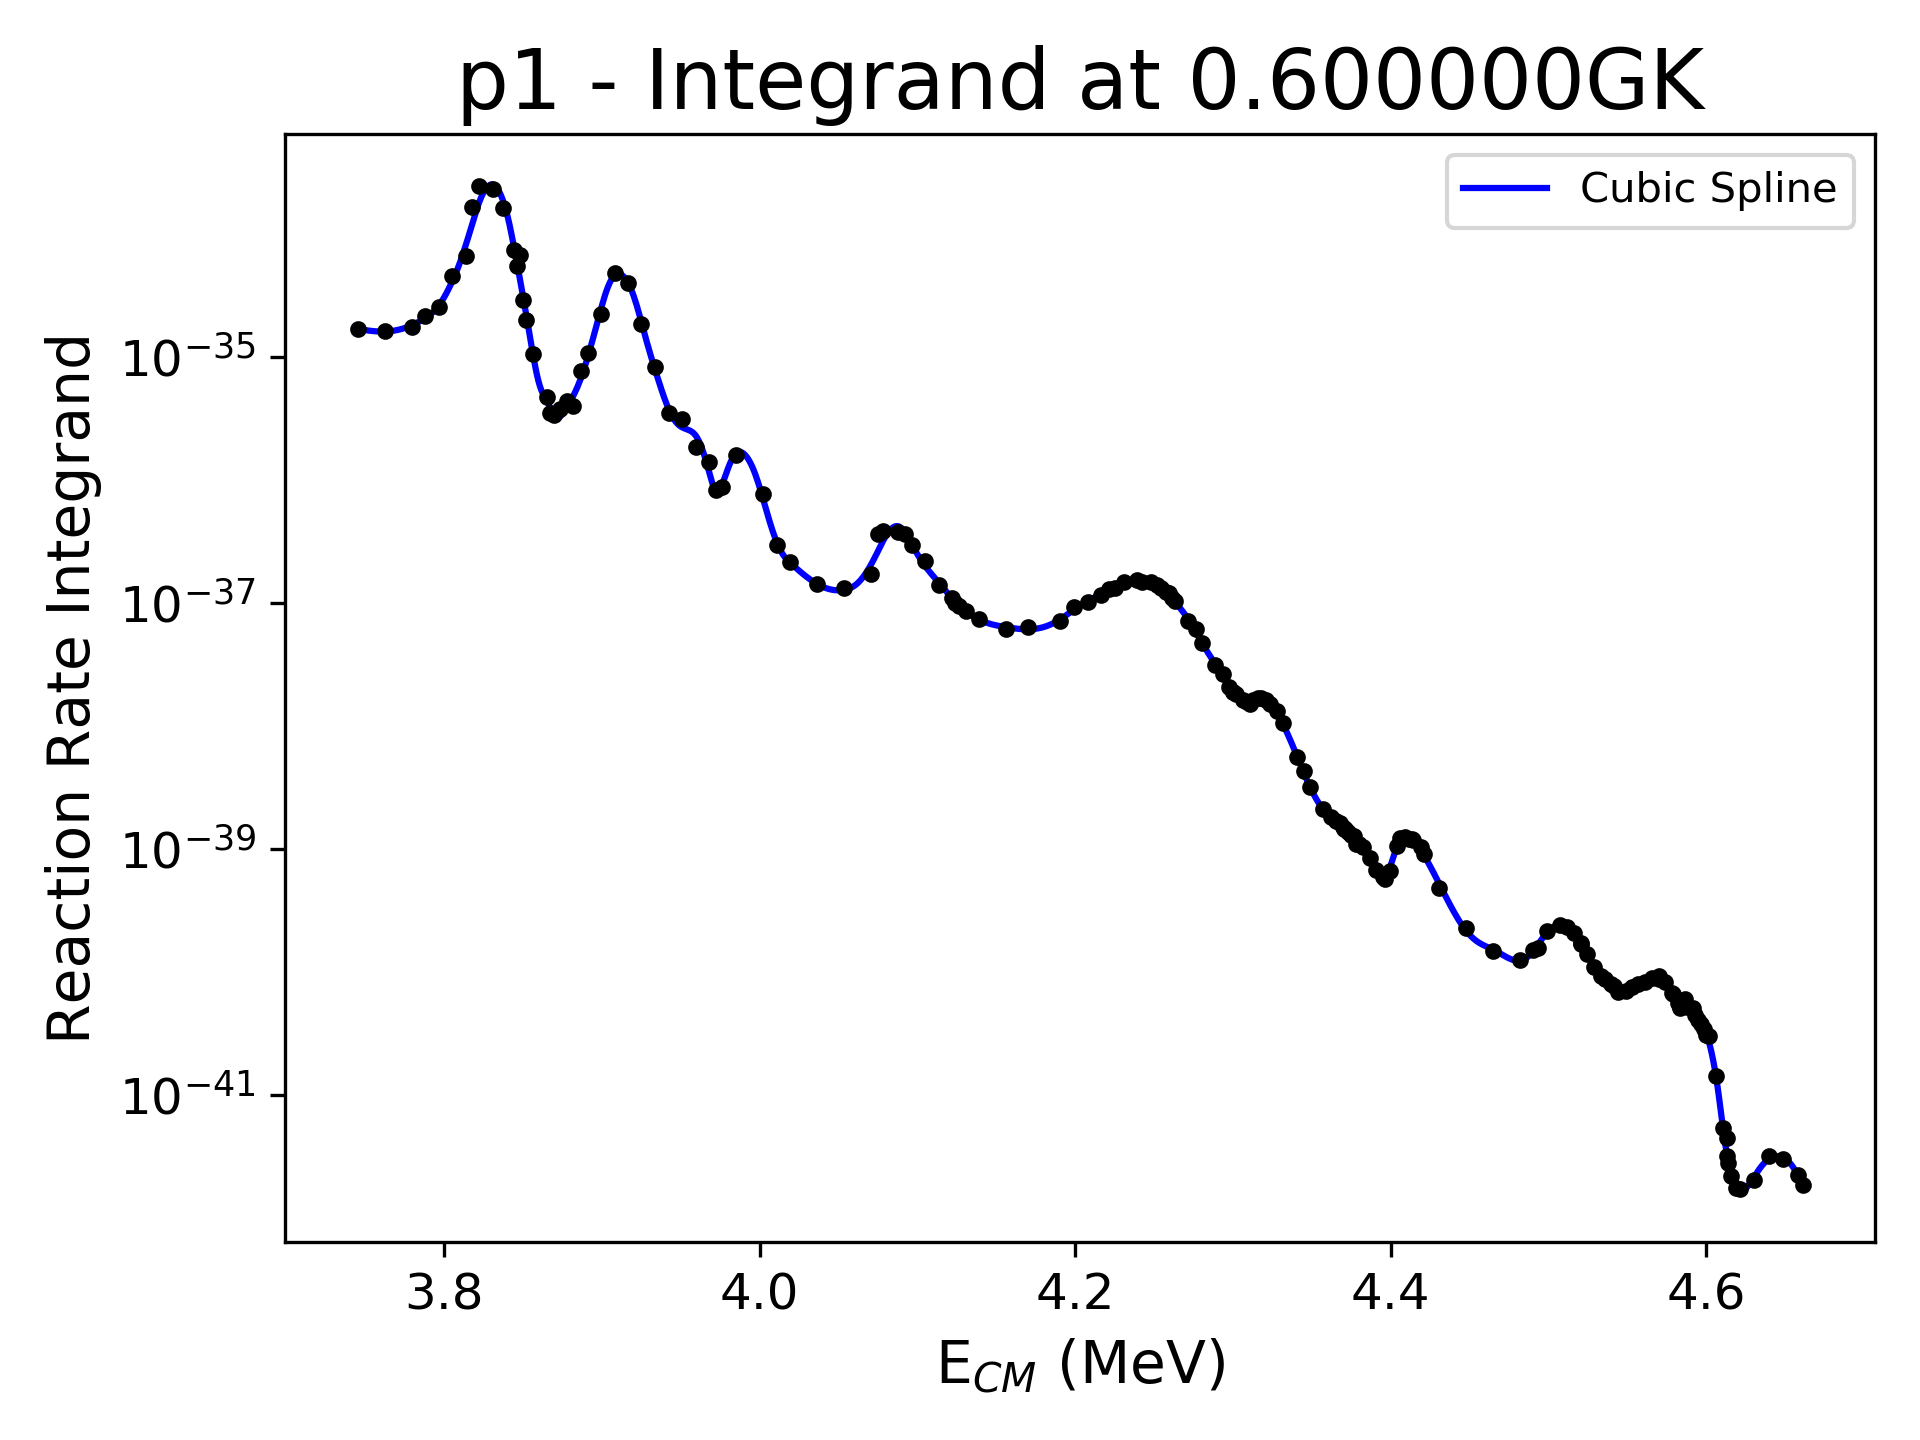 p1 - Integrand at 0.600000GK
Cubic Spline
Reaction Rate Integrand
10⁻³⁵
10⁻³⁷
10⁻³⁹
10⁻⁴¹
3.8 4.0 4.2 4.4 4.6
E_CM (MeV)